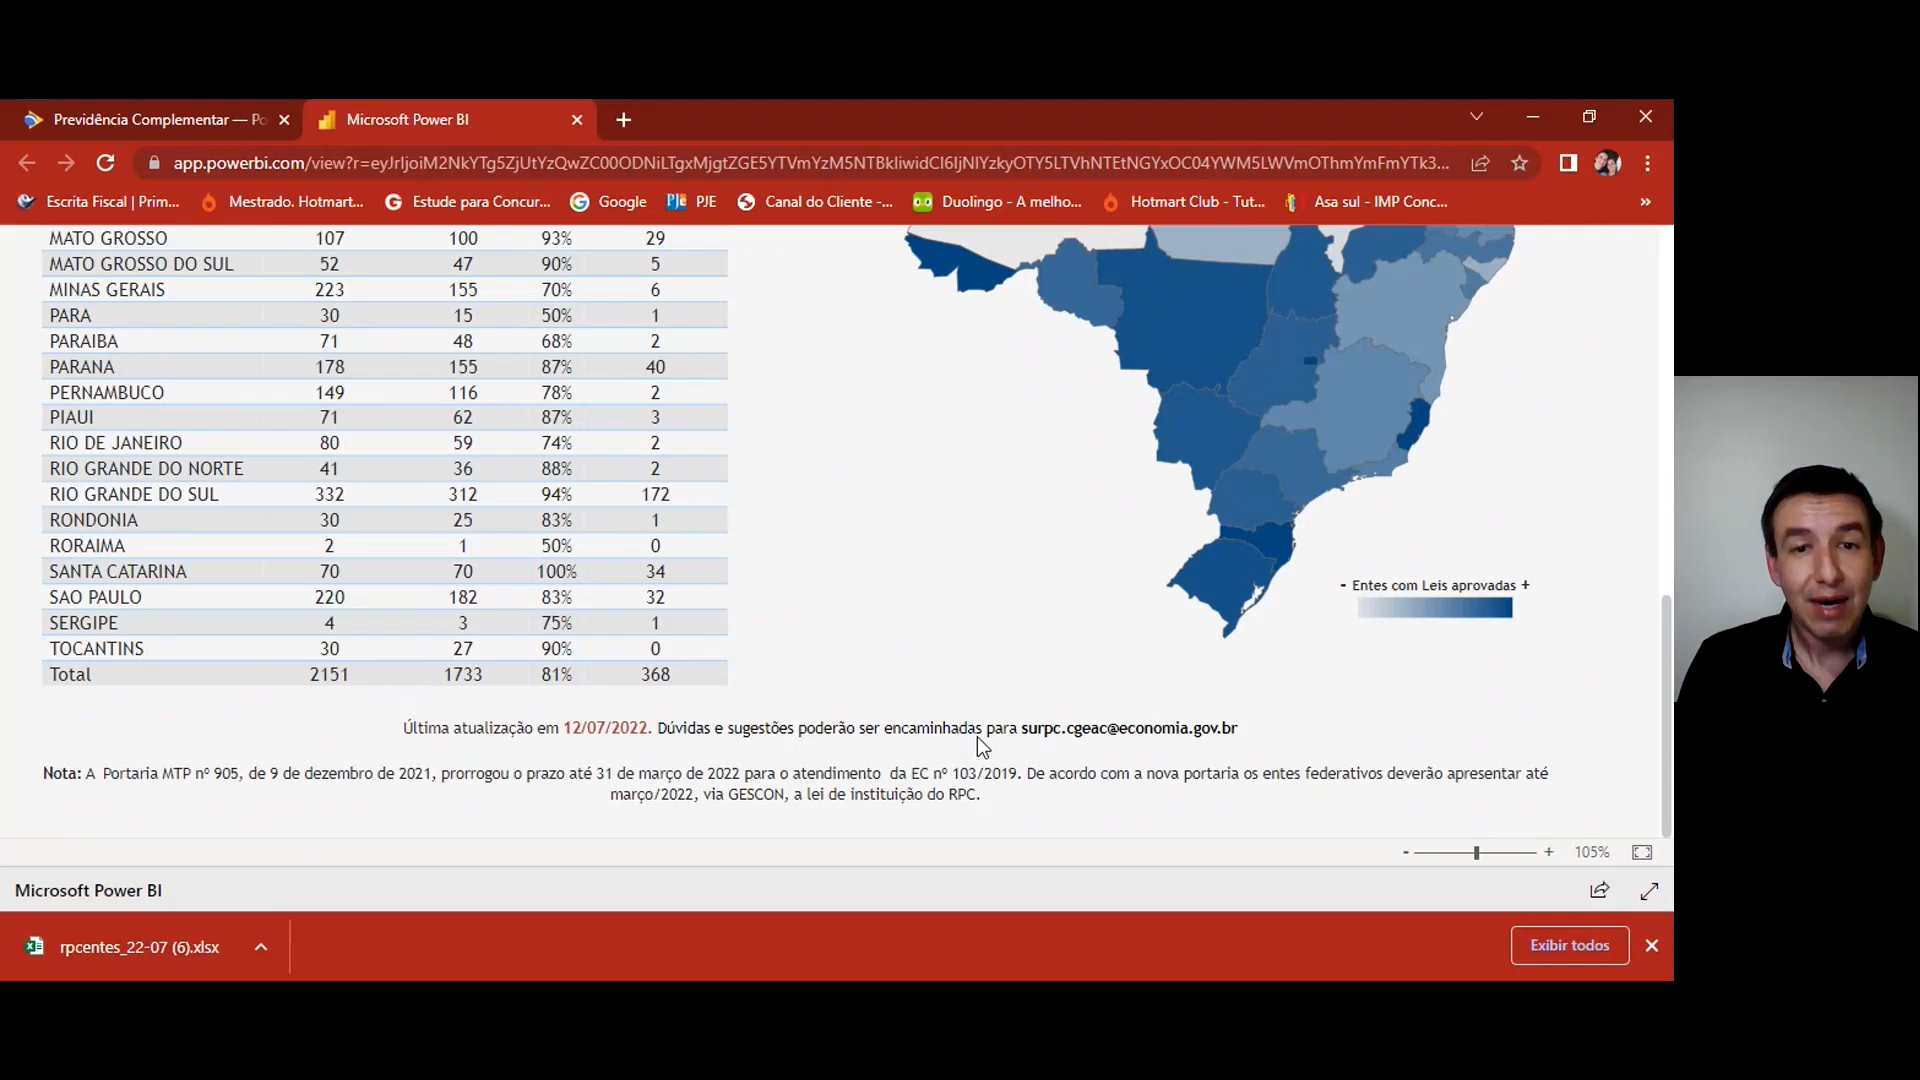 Previdência Complementar — Po
Microsoft Power BI
app.powerbi.com/view?r=eyJrIjoiM2NkYTg5ZjUtYzQwZC00ODNiLTgxMjgtZGE5YTVmYzM5NTBkIiwidCI6IjNlYzkyOTY5LTVhNTEtNGYxOC04YWM5LWVmOThmYmFmYTk3...
Escrita Fiscal | Prim...
Mestrado. Hotmart...
Estude para Concur...
Google
PJE
Canal do Cliente -...
Duolingo - A melho...
Hotmart Club - Tut...
Asa sul - IMP Conc...
»
MATO GROSSO 107 100 93% 29
MATO GROSSO DO SUL 52 47 90% 5
MINAS GERAIS 223 155 70% 6
PARA 30 15 50% 1
PARAIBA 71 48 68% 2
PARANA 178 155 87% 40
PERNAMBUCO 149 116 78% 2
PIAUI 71 62 87% 3
RIO DE JANEIRO 80 59 74% 2
RIO GRANDE DO NORTE 41 36 88% 2
RIO GRANDE DO SUL 332 312 94% 172
RONDONIA 30 25 83% 1
RORAIMA 2 1 50% 0
SANTA CATARINA 70 70 100% 34
SAO PAULO 220 182 83% 32
SERGIPE 4 3 75% 1
TOCANTINS 30 27 90% 0
Total 2151 1733 81% 368
- Entes com Leis aprovadas +
Última atualização em 12/07/2022. Dúvidas e sugestões poderão ser encaminhadas para surpc.cgeac@economia.gov.br
Nota: A Portaria MTP nº 905, de 9 de dezembro de 2021, prorrogou o prazo até 31 de março de 2022 para o atendimento da EC nº 103/2019. De acordo com a nova portaria os entes federativos deverão apresentar até
março/2022, via GESCON, a lei de instituição do RPC.
- + 105%
Microsoft Power BI
rpcentes_22-07 (6).xlsx
Exibir todos